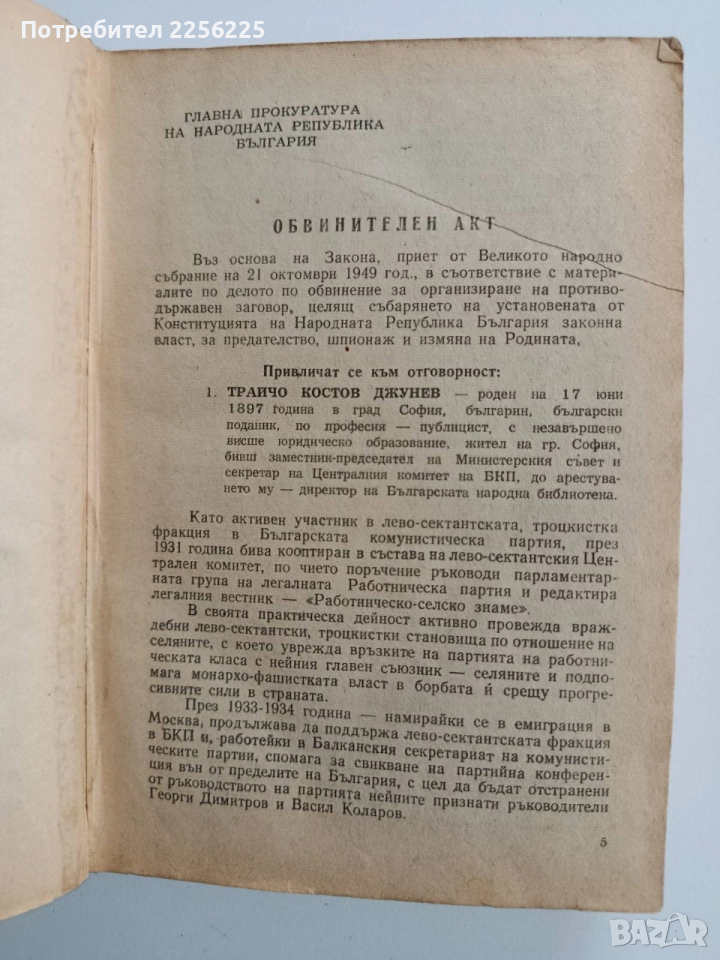 Потребител 2256225
ГЛАВНА ПРОКУРАТУРА
НА НАРОДНАТА РЕПУБЛИКА
БЪЛГАРИЯ
ОБВИНИТЕЛЕН АКТ
Въз основа на Закона, приет от Великото народно
събрание на 21 октомври 1949 год., в съответствие с матери-
алите по делото по обвинение за организиране на противо-
държавен заговор, целящ събарянето на установената от
Конституцията на Народната Република България законна
власт, за предателство, шпионаж и измяна на Родината,
Привличат се към отговорност:
1. ТРАЙЧО КОСТОВ ДЖУНЕВ — роден на 17 юни
1897 година в град София, българин, български
поданик, по професия — публицист, с незавършено
висше юридическо образование, жител на гр. София,
бивш заместник-председател на Министерския съвет и
секретар на Централния комитет на БКП, до арестува-
нето му — директор на Българската народна библиотека.
Като активен участник в лево-сектантската, троцкистка
фракция в Българската комунистическа партия, през
1931 година бива кооптиран в състава на лево-сектантския Цен-
трален комитет, по чието поръчение ръководи парламентар-
ната група на легалната Работническа партия и редактира
легалния вестник — «Работническо-селско знаме».
В своята практическа дейност активно провежда враж-
дебни лево-сектантски, троцкистки становища по отношение на
селяните, с което уврежда връзките на партията на работни-
ческата класа с нейния главен съюзник — селяните и подпо-
мага монархо-фашистката власт в борбата й срещу прогре-
сивните сили в страната.
През 1933-1934 година — намирайки се в емиграция в
Москва, продължава да поддържа лево-сектантската фракция
в БКП и, работейки в Балканския секретариат на комунисти-
ческите партии, спомага за свикване на партийна конферен-
ция вън от пределите на България, с цел да бъдат отстранени
от ръководството на партията нейните признати ръководители
Георги Димитров и Васил Коларов.
5
BAZAR